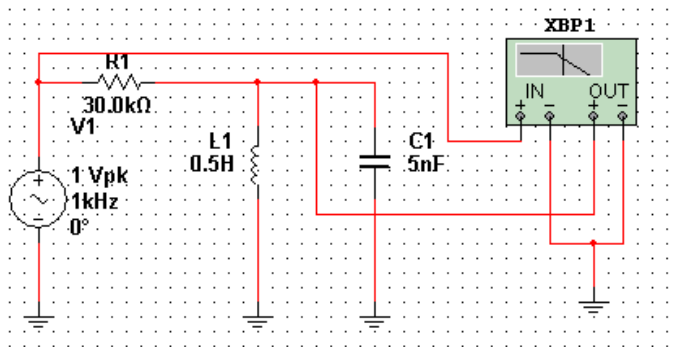 XBP1
R1
30.0kΩ
IN OUT
+ − + −
V1
L1
0.5H
C1
5nF
+
1 Vpk
1kHz
−
0°